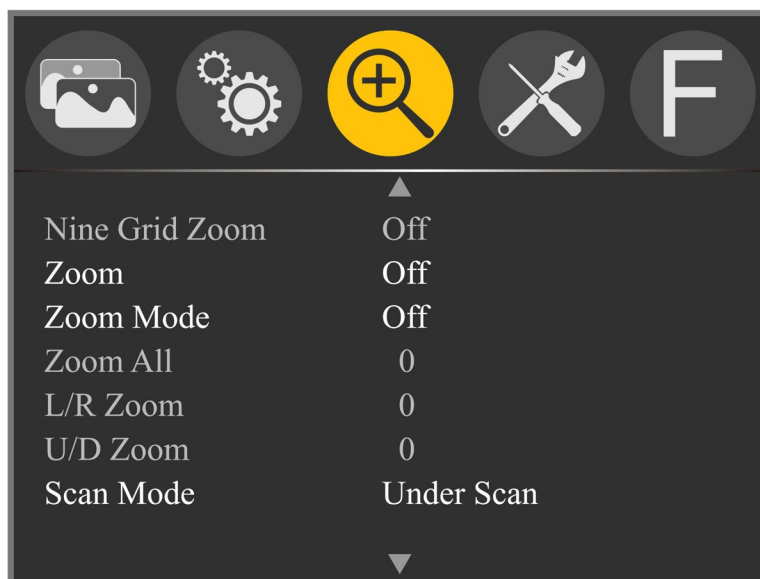 F
Nine Grid Zoom Off
Zoom Off
Zoom Mode Off
Zoom All 0
L/R Zoom 0
U/D Zoom 0
Scan Mode Under Scan